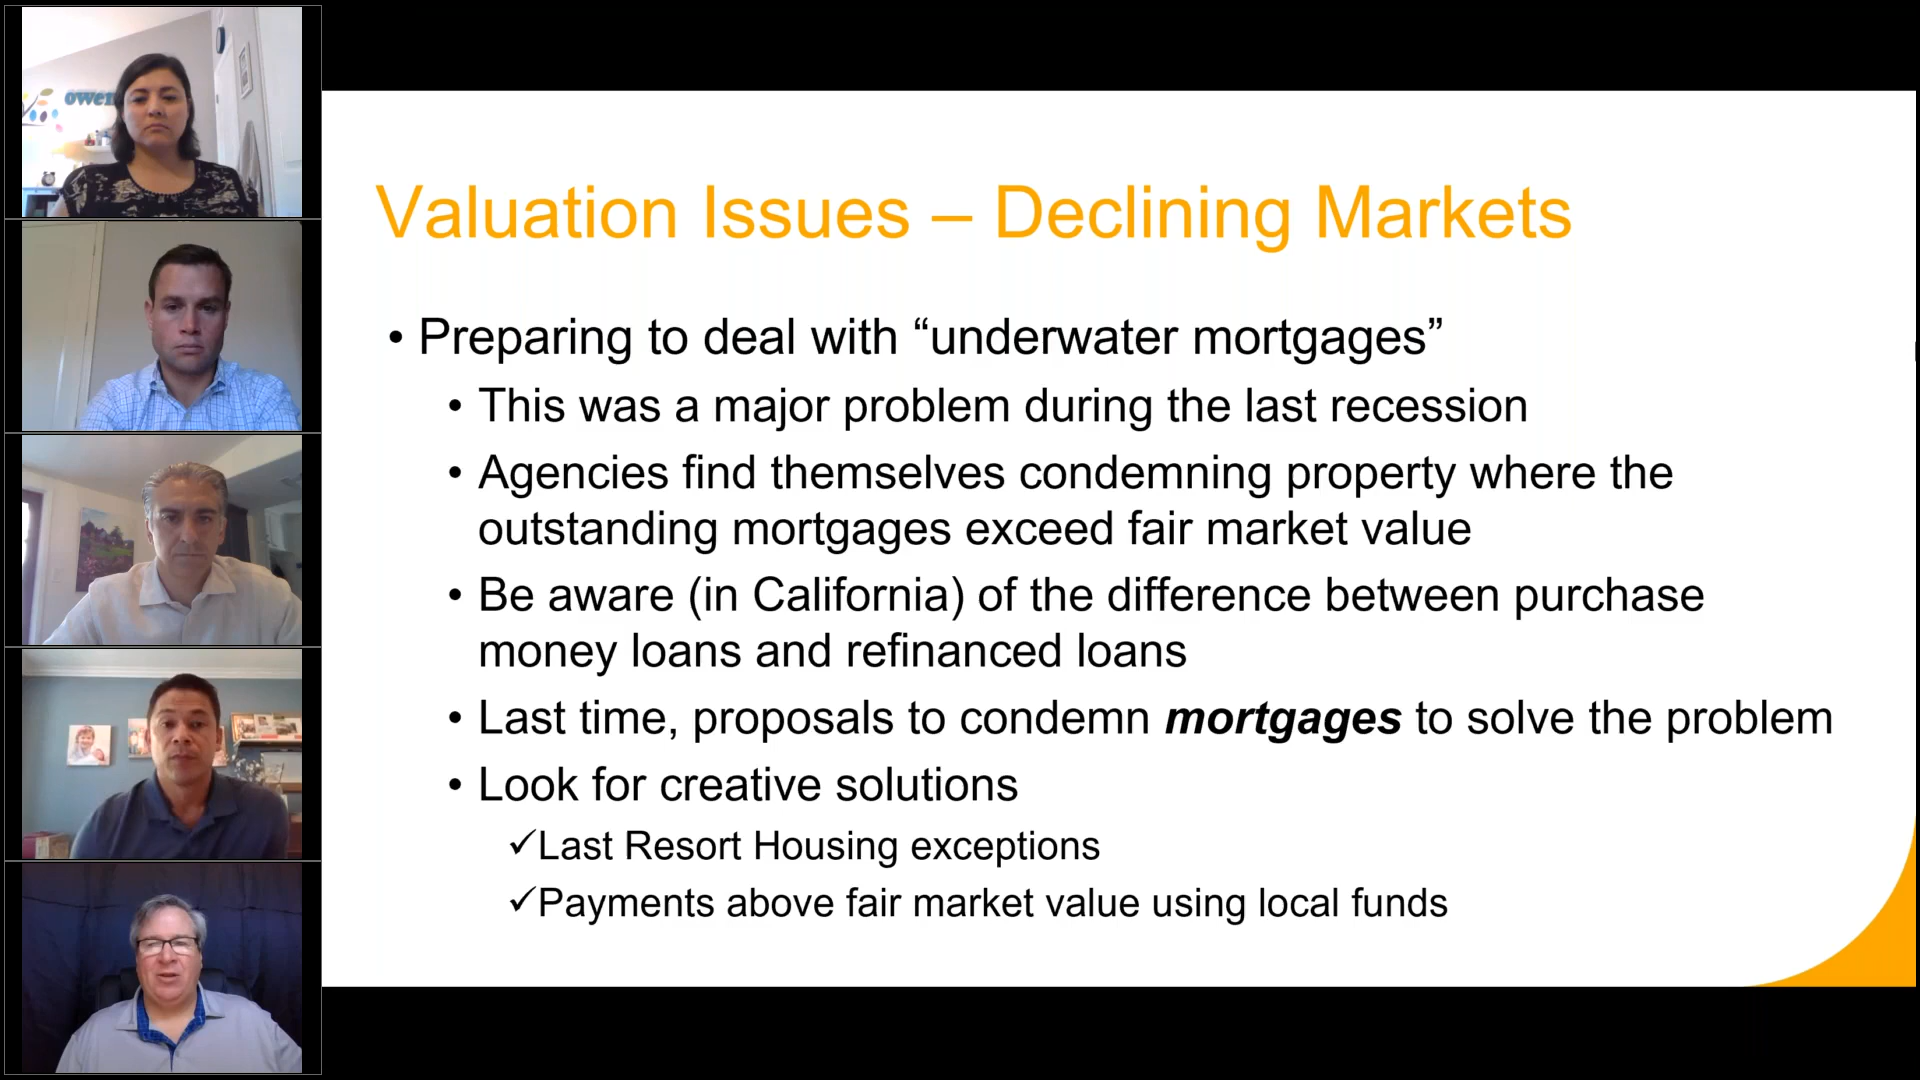 owen
Valuation Issues – Declining Markets
• Preparing to deal with “underwater mortgages”
• This was a major problem during the last recession
• Agencies find themselves condemning property where the
outstanding mortgages exceed fair market value
• Be aware (in California) of the difference between purchase
money loans and refinanced loans
• Last time, proposals to condemn mortgages to solve the problem
• Look for creative solutions
✓Last Resort Housing exceptions
✓Payments above fair market value using local funds